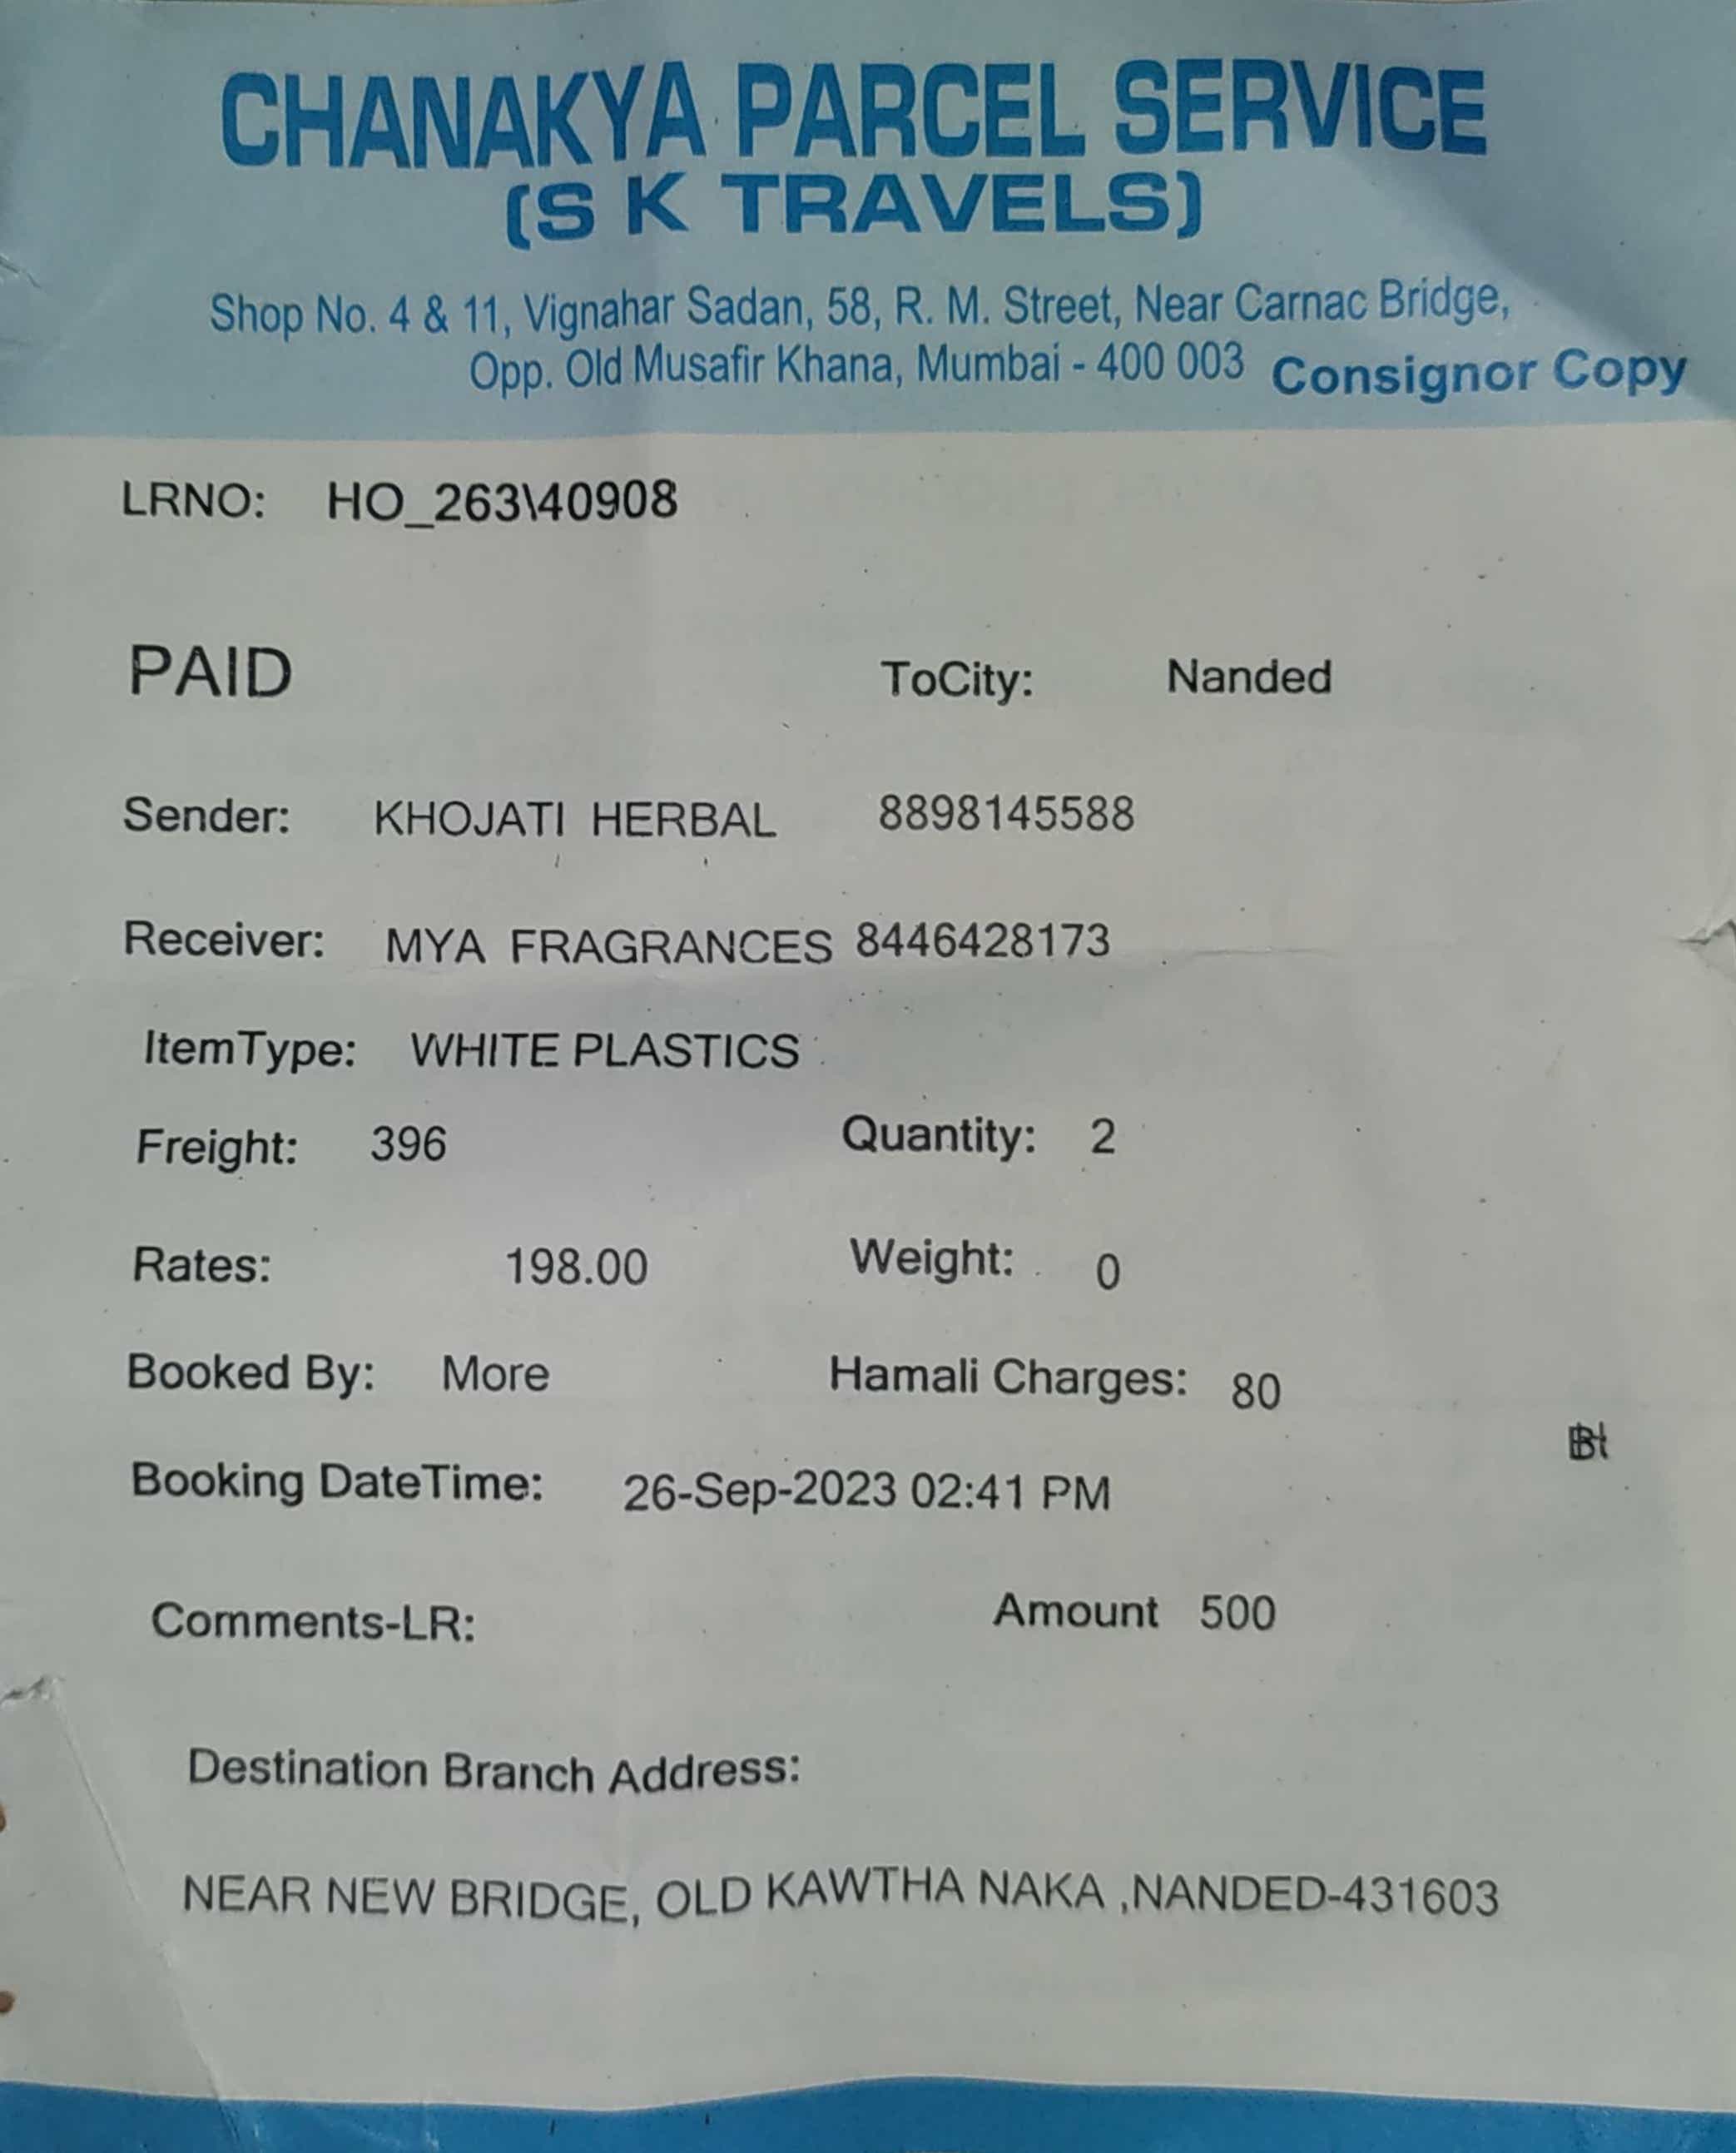 CHANAKYA PARCEL SERVICE
(S K TRAVELS)
Shop No. 4 & 11, Vignahar Sadan, 58, R. M. Street, Near Carnac Bridge,
Opp. Old Musafir Khana, Mumbai - 400 003 Consignor Copy
LRNO: HO_263\40908
PAID ToCity: Nanded
Sender: KHOJATI HERBAL 8898145588
Receiver: MYA FRAGRANCES 8446428173
ItemType: WHITE PLASTICS
Freight: 396 Quantity: 2
Rates: 198.00 Weight: 0
Booked By: More Hamali Charges: 80
Booking DateTime: 26-Sep-2023 02:41 PM
Comments-LR: Amount 500
Destination Branch Address:
NEAR NEW BRIDGE, OLD KAWTHA NAKA ,NANDED-431603